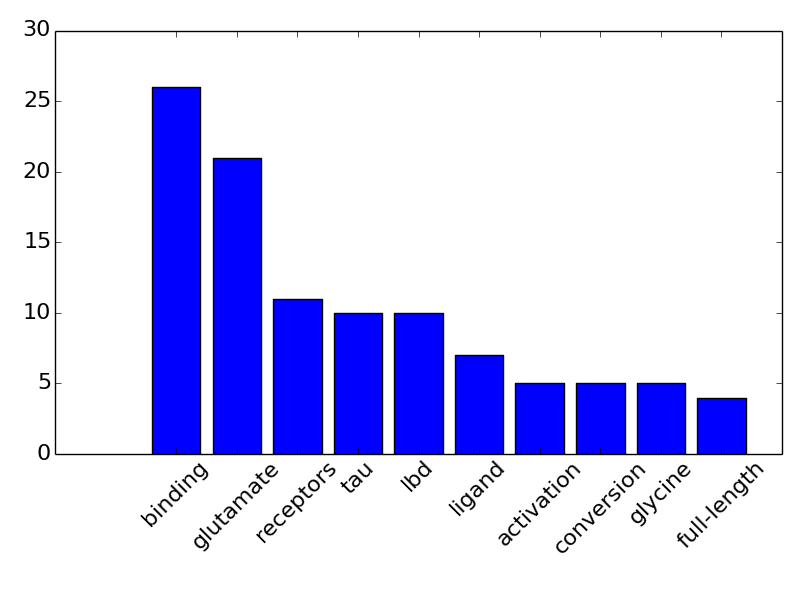 30
25
20
15
10
5
0
binding
glutamate
receptors
tau
lbd
ligand
activation
conversion
glycine
full-length